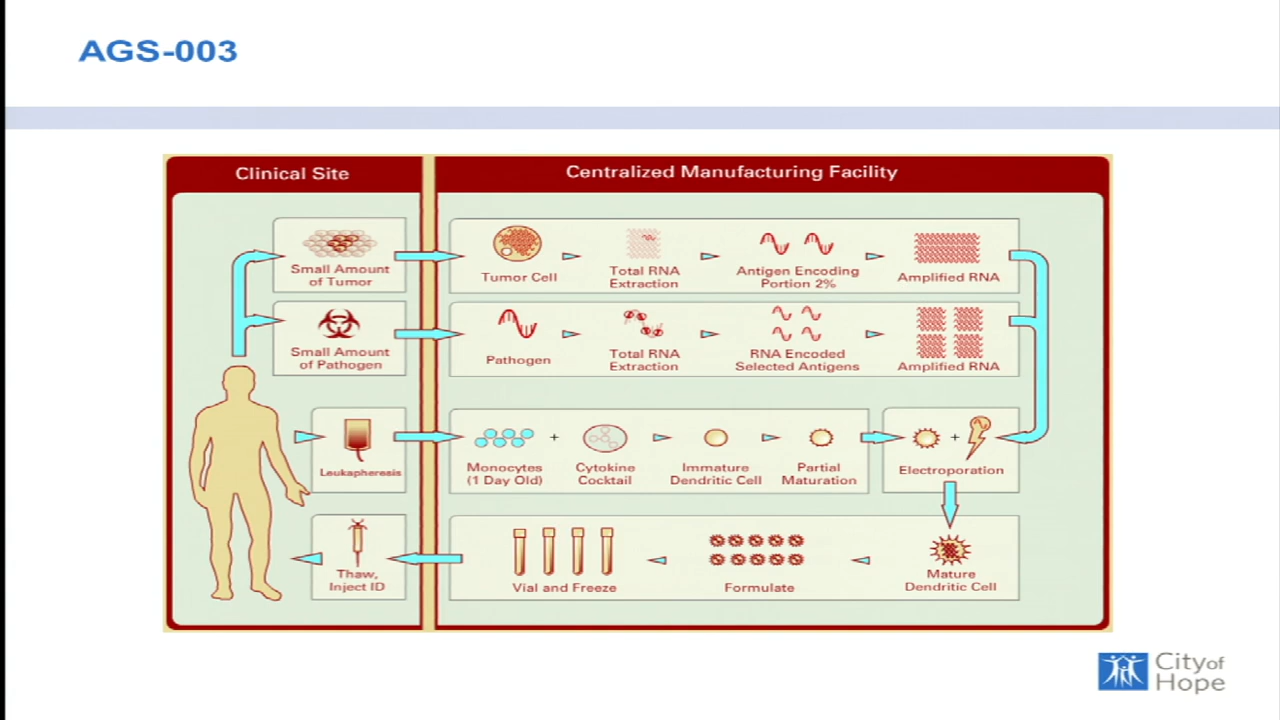 AGS-003
Clinical Site
Centralized Manufacturing Facility
Small Amount
of Tumor
Tumor Cell
Total RNA
Extraction
Antigen Encoding
Portion 2%
Amplified RNA
Small Amount
of Pathogen
Pathogen
Total RNA
Extraction
RNA Encoded
Selected Antigens
Amplified RNA
Leukapheresis
Monocytes
(1 Day Old)
+
Cytokine
Cocktail
Immature
Dendritic Cell
Partial
Maturation
+
Electroporation
Thaw,
Inject ID
Vial and Freeze
Formulate
Mature
Dendritic Cell
City of
Hope